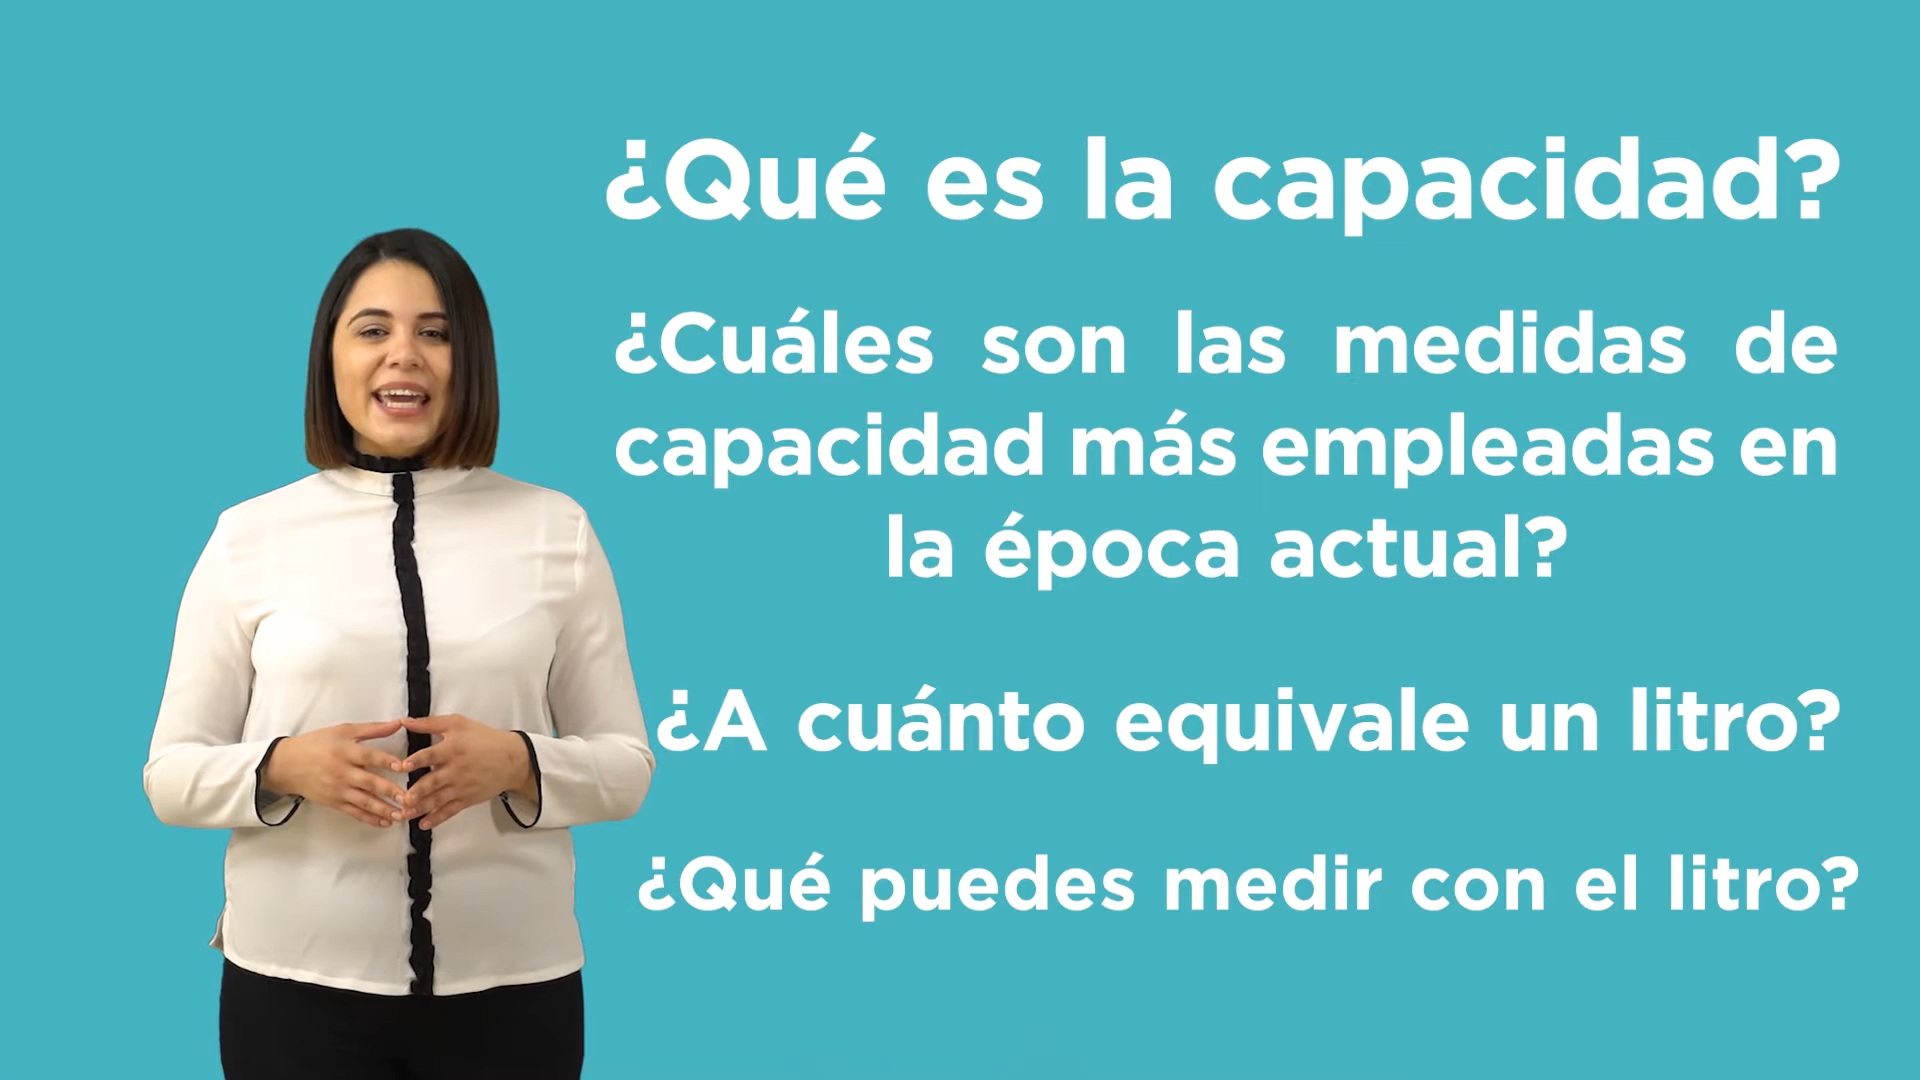 ¿Qué es la capacidad?
¿Cuáles son las medidas de
capacidad más empleadas en
la época actual?
¿A cuánto equivale un litro?
¿Qué puedes medir con el litro?